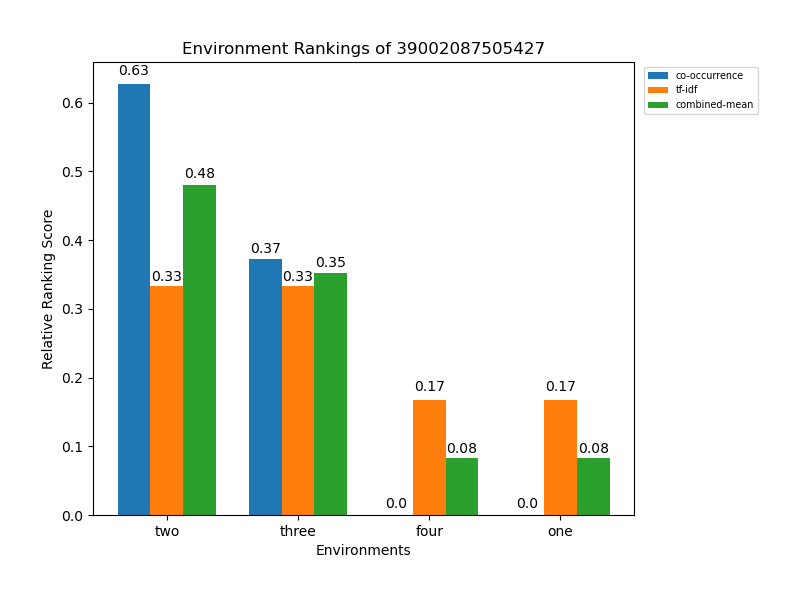 Environment Rankings of 39002087505427
co-occurrence
tf-idf
combined-mean
Relative Ranking Score
0.6
0.5
0.4
0.3
0.2
0.1
0.0
0.63
0.33
0.48
0.37
0.33
0.35
0.0
0.17
0.08
0.0
0.17
0.08
two
three
four
one
Environments